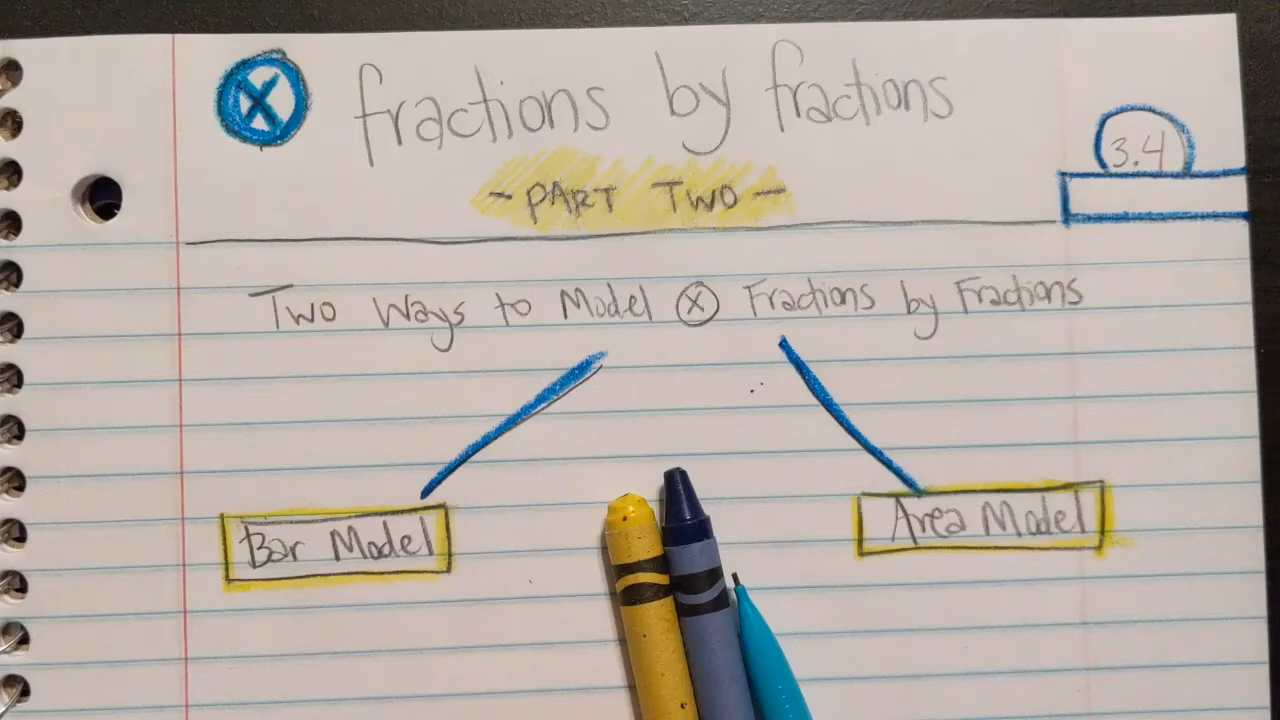 ⓧ fractions by fractions
- PART TWO -
3.4
Two Ways to Model ⓧ Fractions by Fractions
Bar Model
Area Model